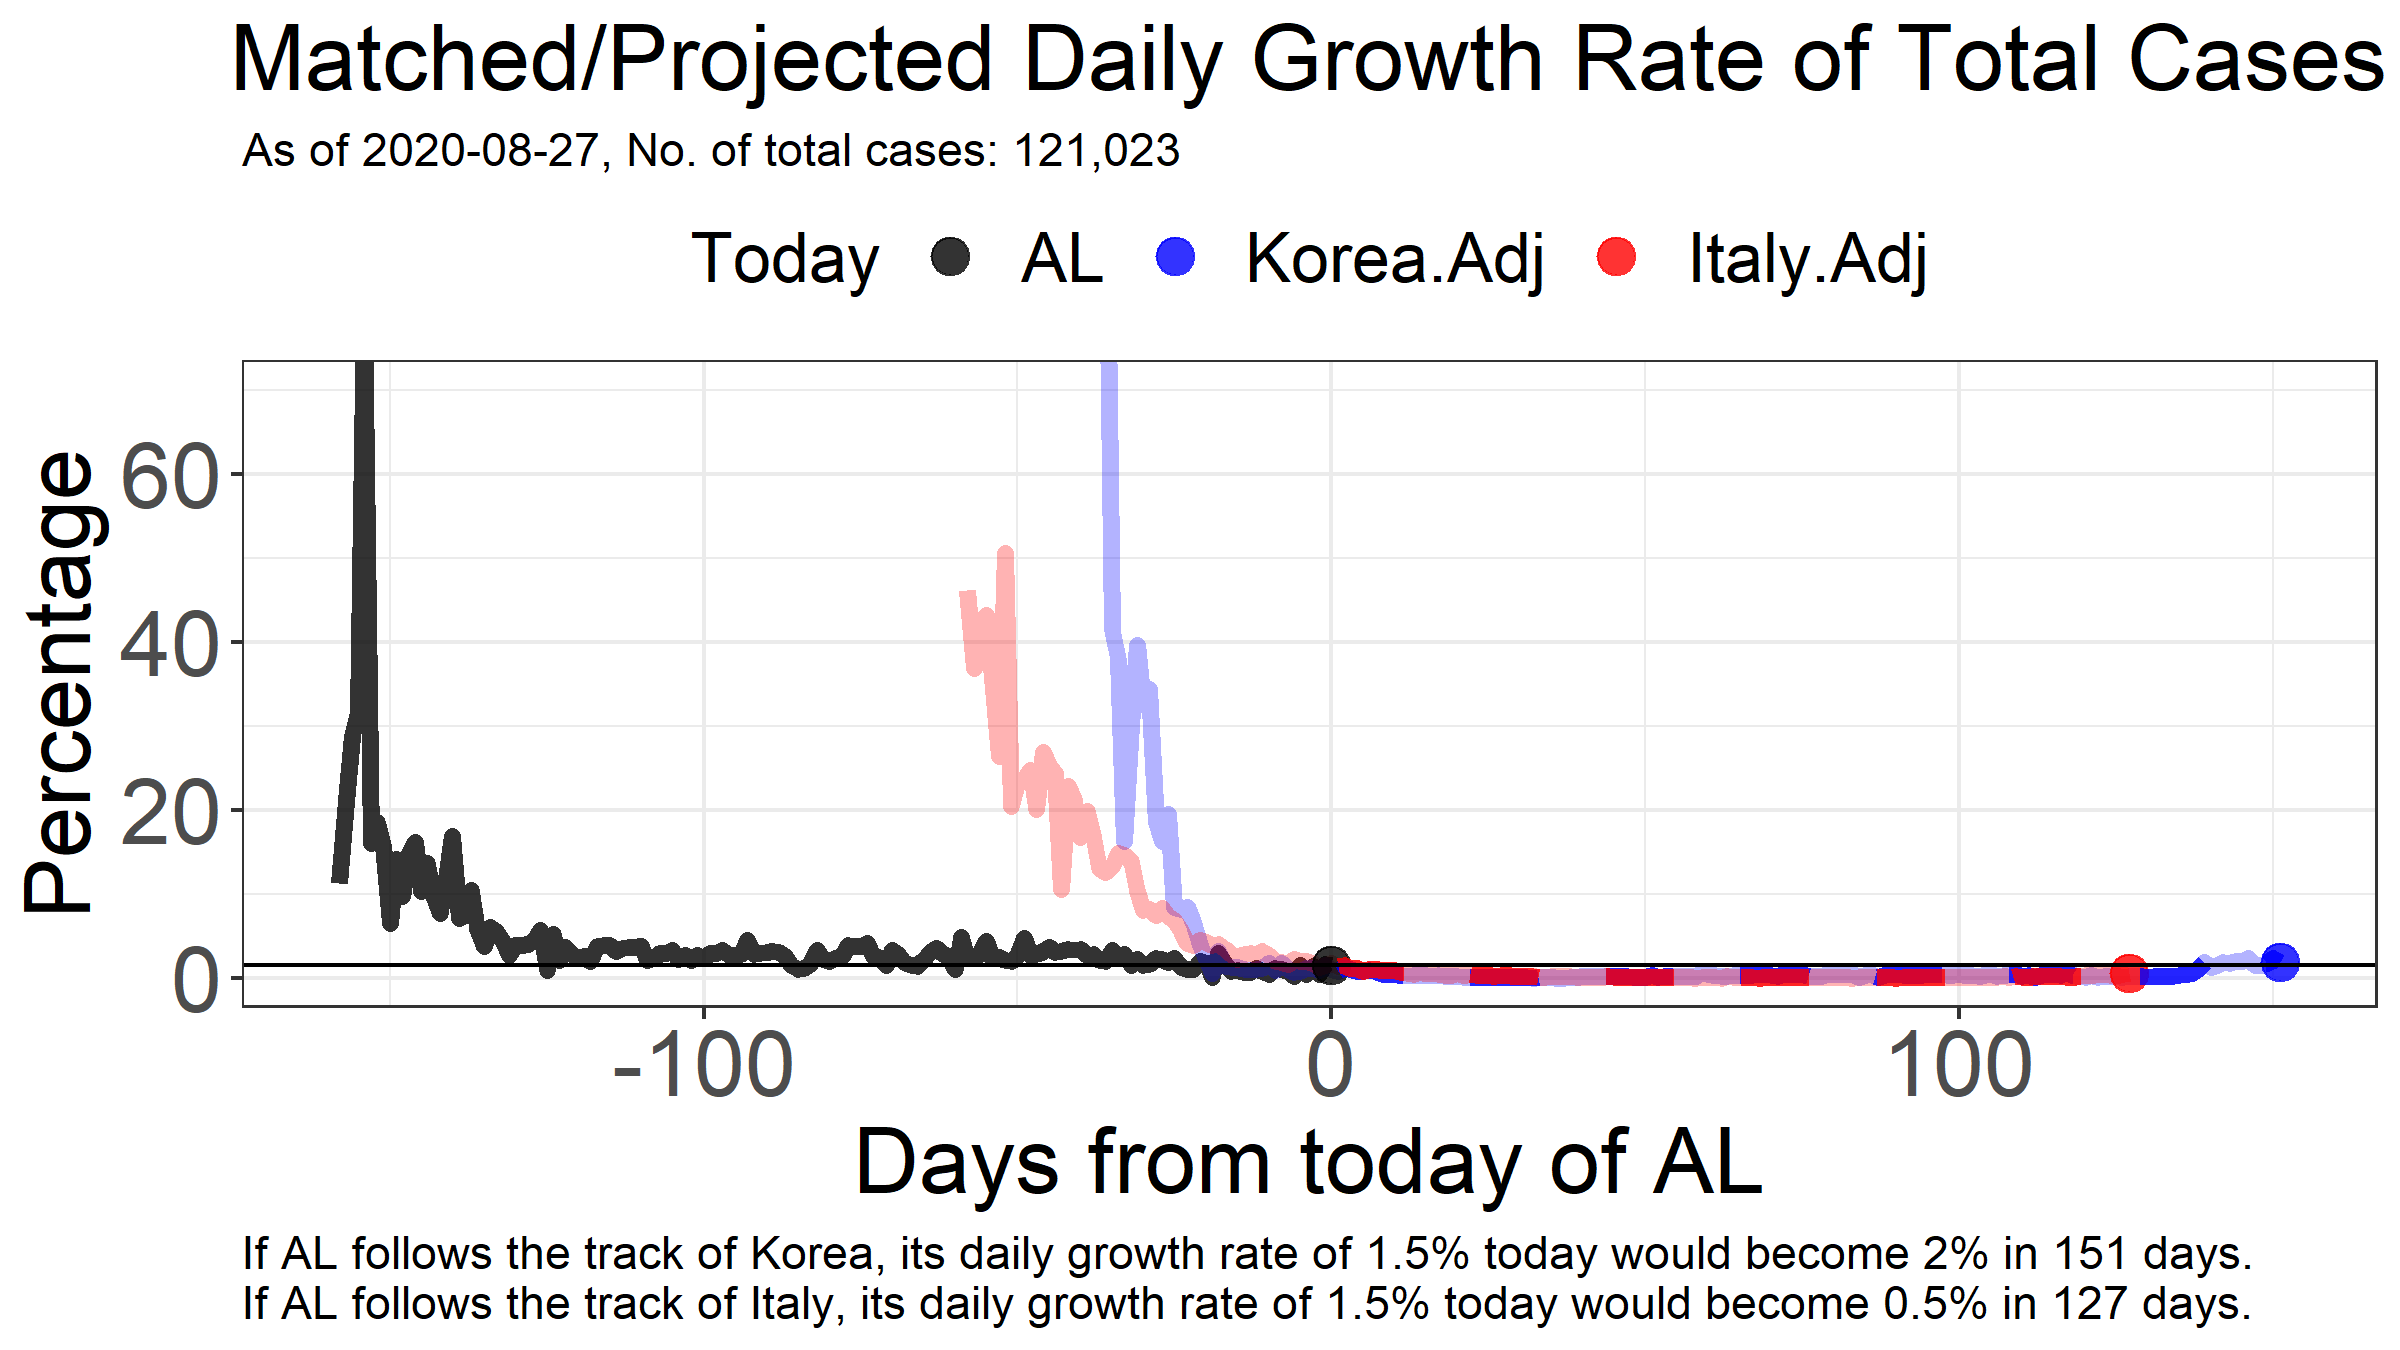 Matched/Projected Daily Growth Rate of Total Cases
As of 2020-08-27, No. of total cases: 121,023
Today AL Korea.Adj Italy.Adj
Percentage
60
40
20
0
-100 0 100
Days from today of AL
If AL follows the track of Korea, its daily growth rate of 1.5% today would become 2% in 151 days.
If AL follows the track of Italy, its daily growth rate of 1.5% today would become 0.5% in 127 days.